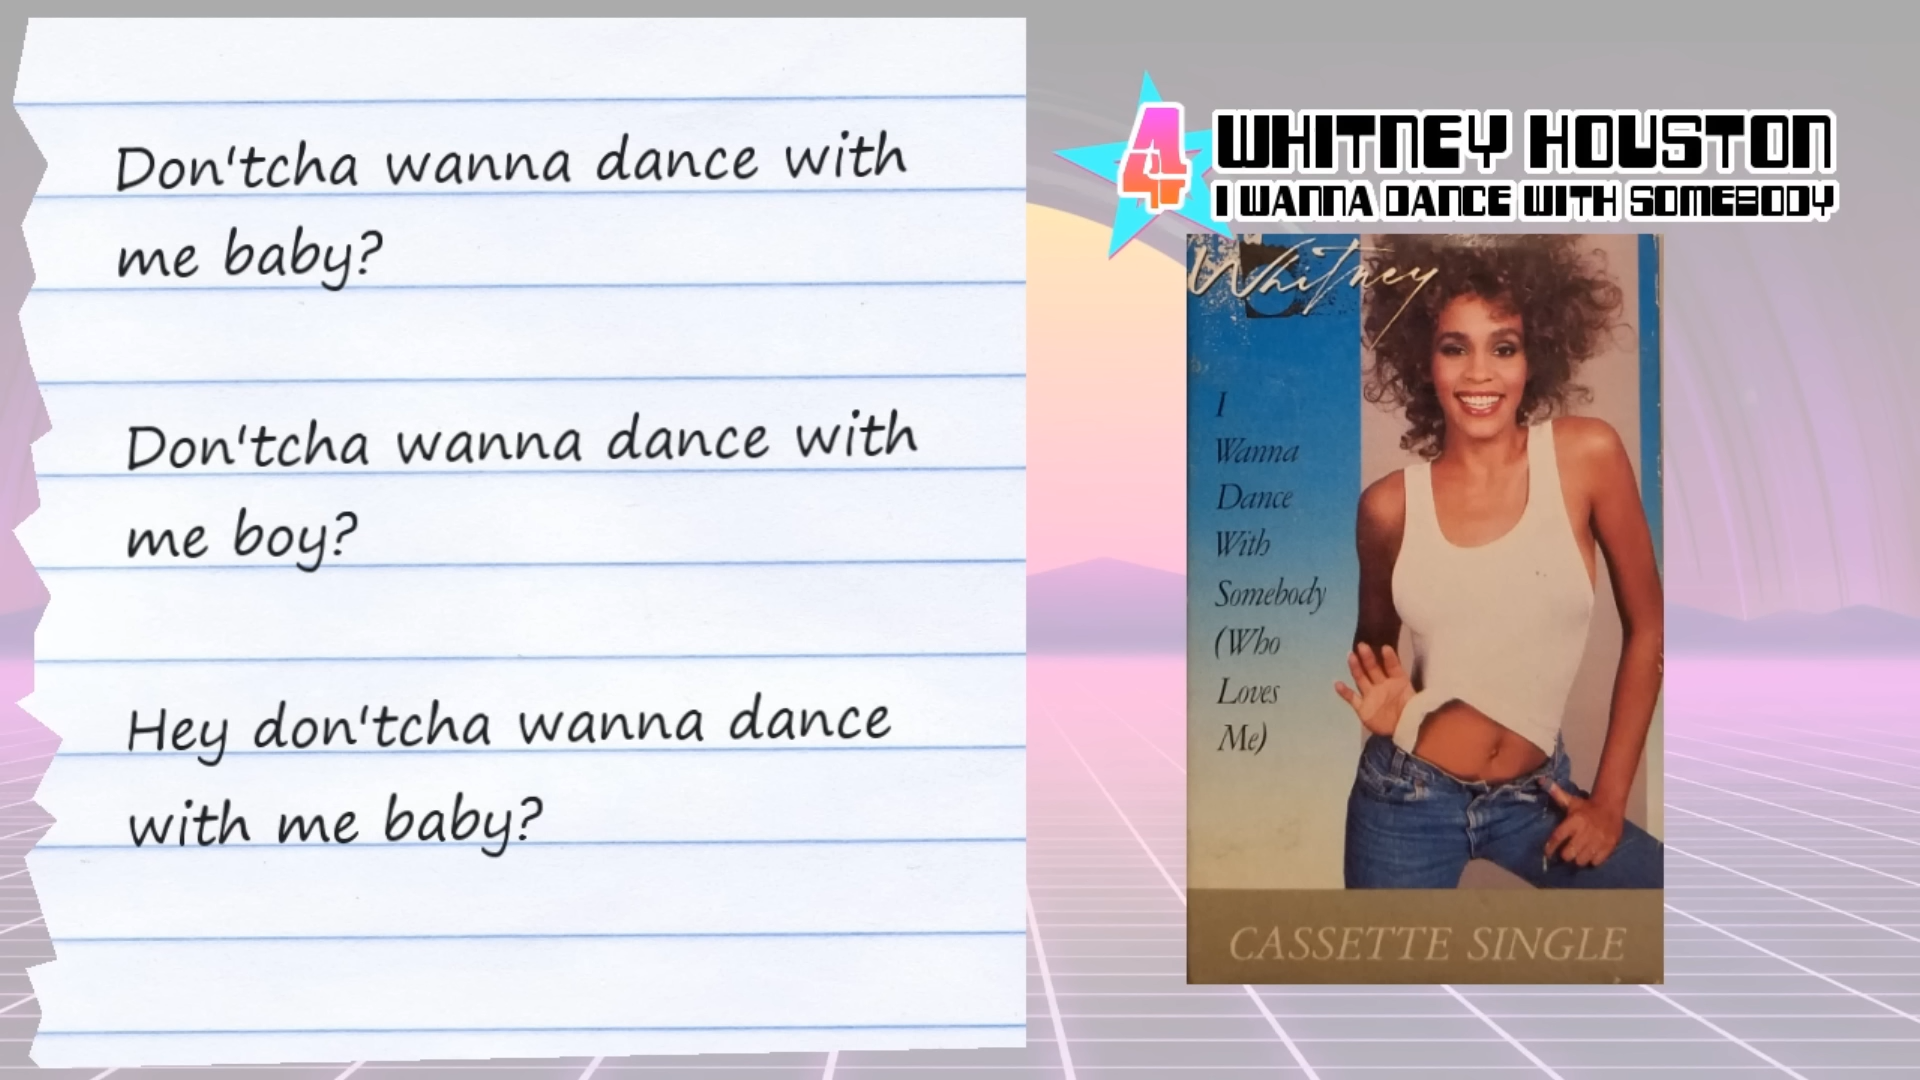 Don'tcha wanna dance with
me baby?
Don'tcha wanna dance with
me boy?
Hey don'tcha wanna dance
with me baby?
4
WHITNEY HOUSTON
I WANNA DANCE WITH SOMEBODY
Whitney
I
Wanna
Dance
With
Somebody
(Who
Loves
Me)
CASSETTE SINGLE